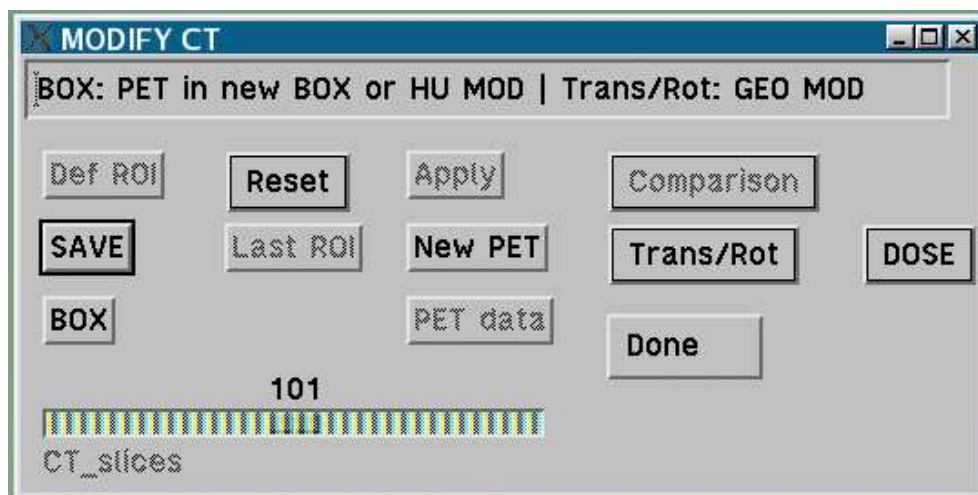 MODIFY CT
BOX: PET in new BOX or HU MOD | Trans/Rot: GEO MOD
Def ROI Reset Apply Comparison
SAVE Last ROI New PET Trans/Rot DOSE
BOX PET data Done
101
CT_slices